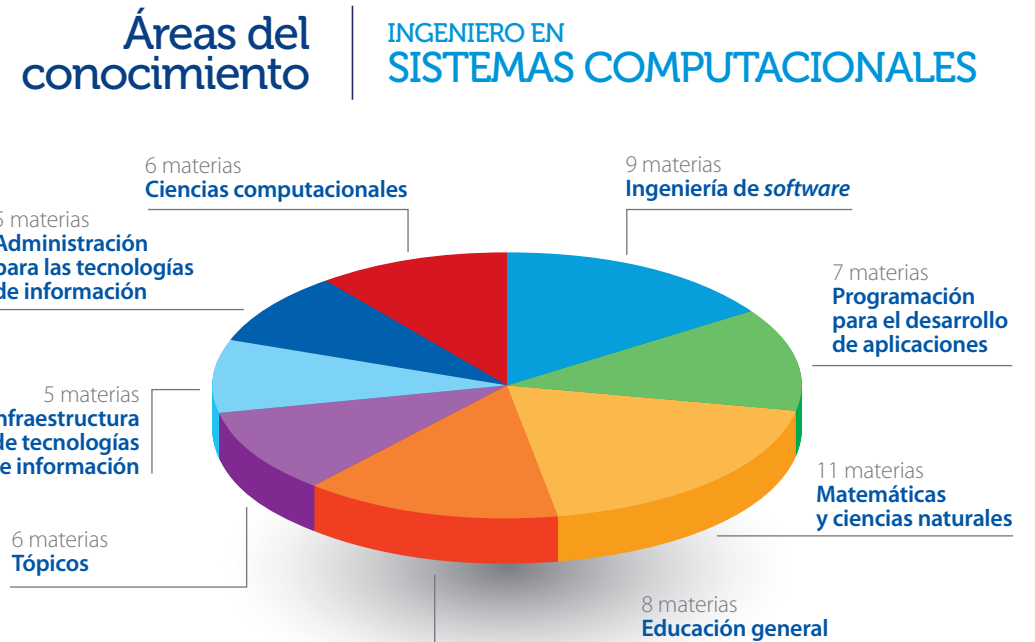 Áreas del
conocimiento
INGENIERO EN
SISTEMAS COMPUTACIONALES
6 materias
Ciencias computacionales
9 materias
Ingeniería de software
5 materias
Administración
para las tecnologías
de información
7 materias
Programación
para el desarrollo
de aplicaciones
5 materias
nfraestructura
de tecnologías
e información
11 materias
Matemáticas
y ciencias naturales
6 materias
Tópicos
8 materias
Educación general